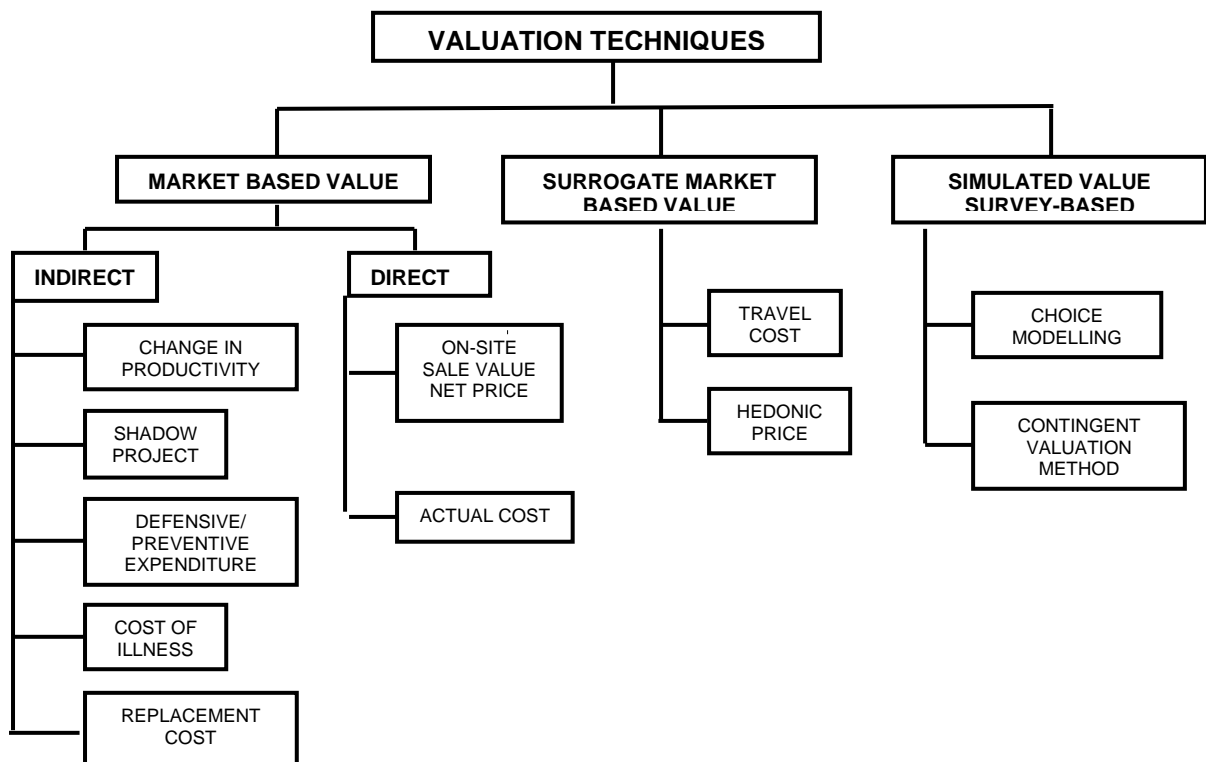 VALUATION TECHNIQUES
MARKET BASED VALUE
SURROGATE MARKET
BASED VALUE
SIMULATED VALUE
SURVEY-BASED
INDIRECT
DIRECT
CHANGE IN
PRODUCTIVITY
SHADOW
PROJECT
DEFENSIVE/
PREVENTIVE
EXPENDITURE
COST OF
ILLNESS
REPLACEMENT
COST
ON-SITE
SALE VALUE
NET PRICE
ACTUAL COST
TRAVEL
COST
HEDONIC
PRICE
CHOICE
MODELLING
CONTINGENT
VALUATION
METHOD